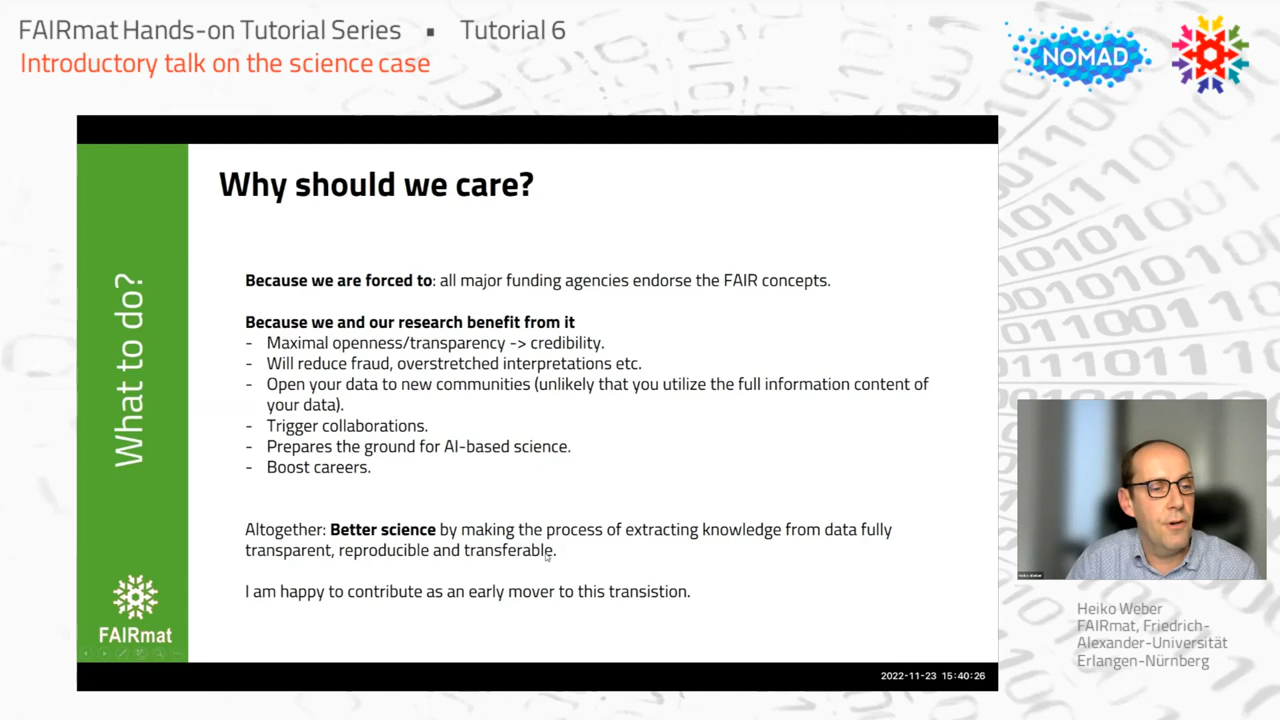 FAIRmat Hands-on Tutorial Series ▪ Tutorial 6
Introductory talk on the science case
NOMAD
Why should we care?
What to do?
Because we are forced to: all major funding agencies endorse the FAIR concepts.
Because we and our research benefit from it
- Maximal openness/transparency -> credibility.
- Will reduce fraud, overstretched interpretations etc.
- Open your data to new communities (unlikely that you utilize the full information content of
your data).
- Trigger collaborations.
- Prepares the ground for AI-based science.
- Boost careers.
Altogether: Better science by making the process of extracting knowledge from data fully
transparent, reproducible and transferable.
I am happy to contribute as an early mover to this transistion.
FAIRmat
2022-11-23 15:40:26
Heiko Weber
FAIRmat, Friedrich-
Alexander-Universität
Erlangen-Nürnberg